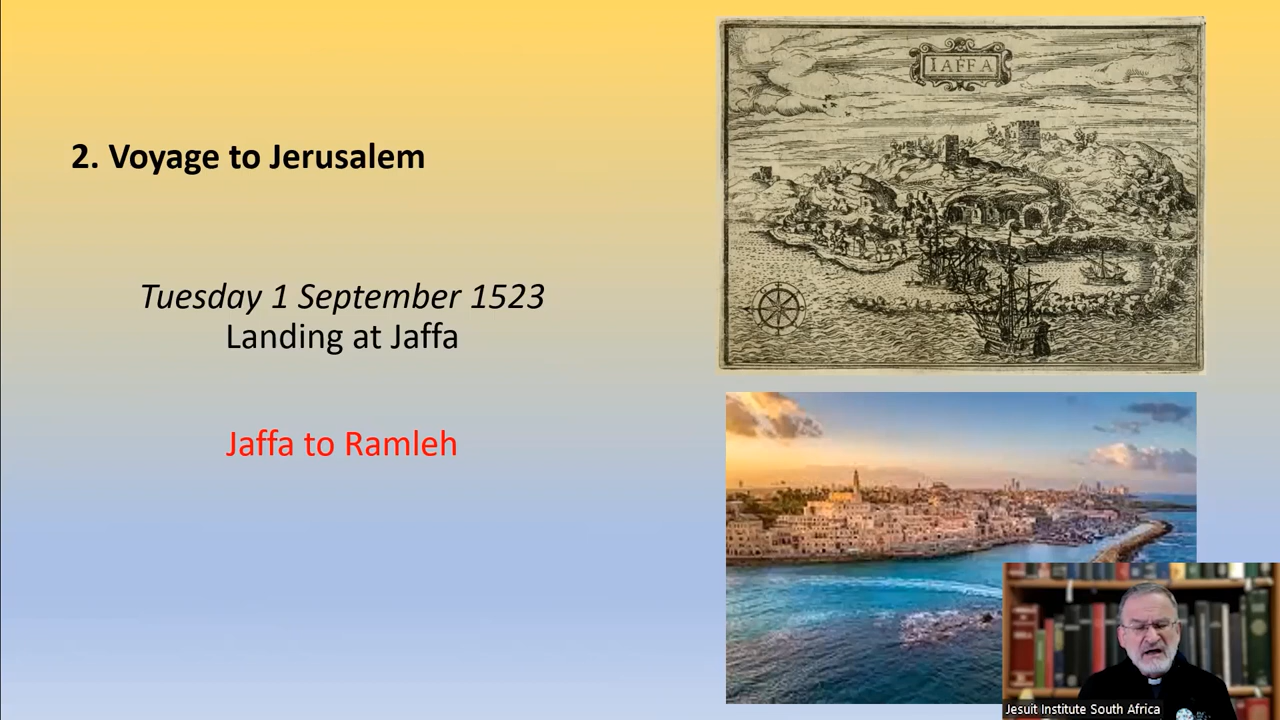 2. Voyage to Jerusalem
Tuesday 1 September 1523
Landing at Jaffa
Jaffa to Ramleh
IAFFA
Jesuit Institute South Africa